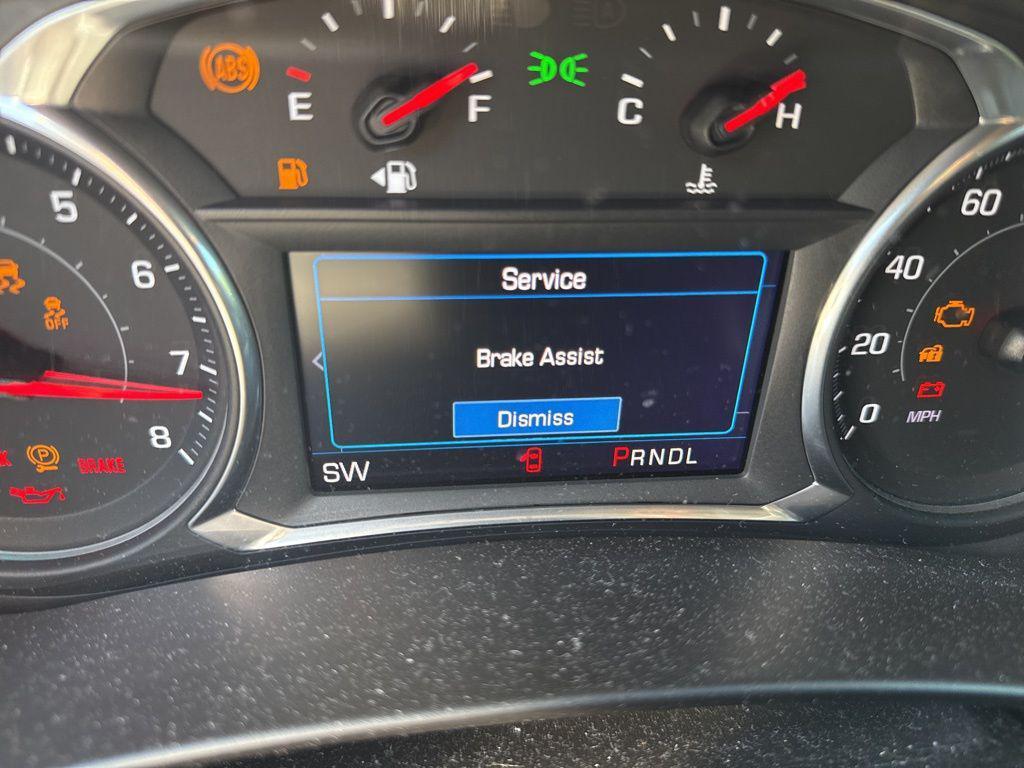 ABS
E
F
C
H
5
6
7
8
OFF
P
BRAKE
Service
Brake Assist
Dismiss
SW
PRNDL
60
40
20
0
MPH